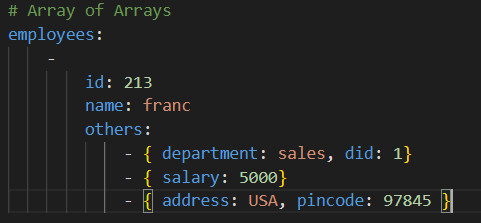 # Array of Arrays
employees:
-
id: 213
name: franc
others:
- { department: sales, did: 1}
- { salary: 5000}
- { address: USA, pincode: 97845 }